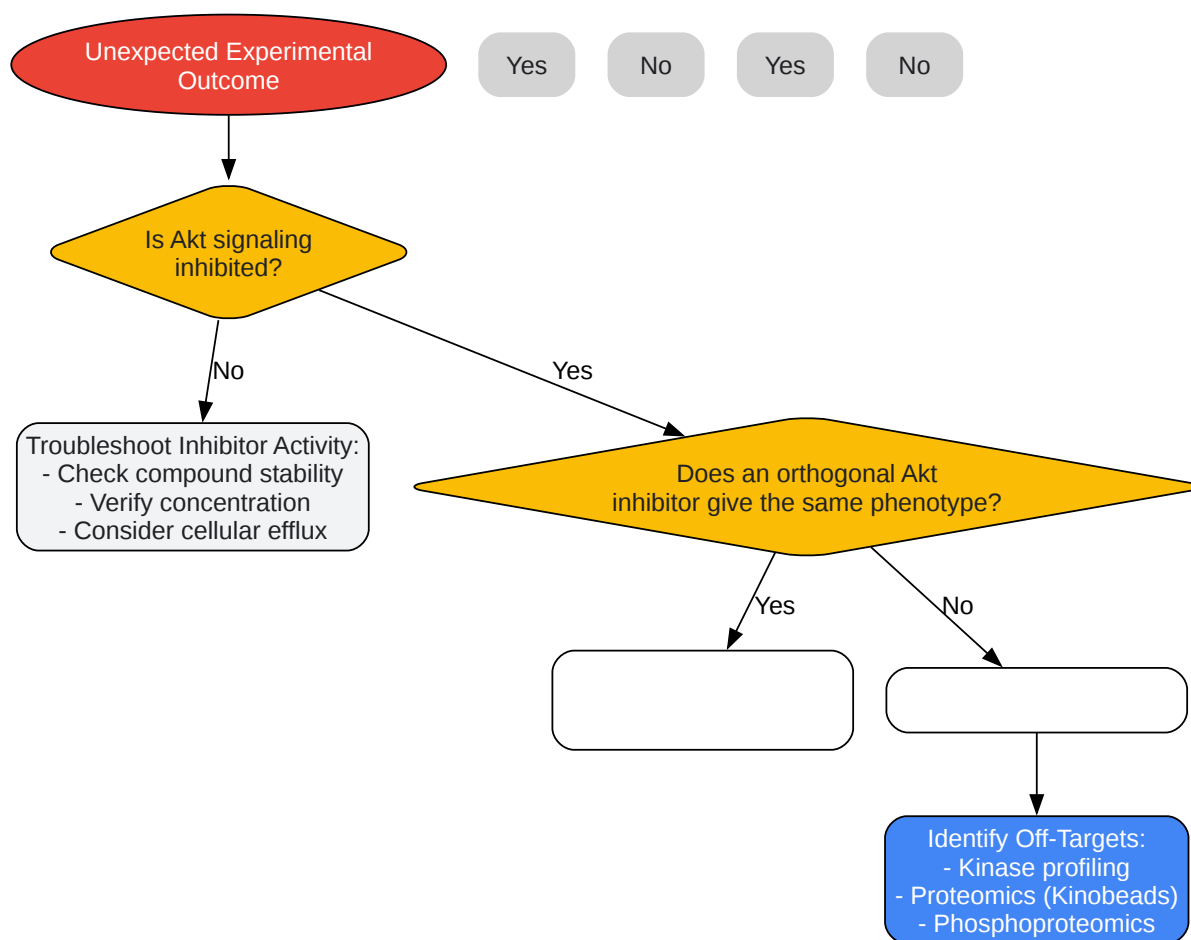 Unexpected Experimental
Outcome
Yes
No
Yes
No
Is Akt signaling
inhibited?
No
Yes
Troubleshoot Inhibitor Activity:
- Check compound stability
- Verify concentration
- Consider cellular efflux
Does an orthogonal Akt
inhibitor give the same phenotype?
Yes
No
Identify Off-Targets:
- Kinase profiling
- Proteomics (Kinobeads)
- Phosphoproteomics